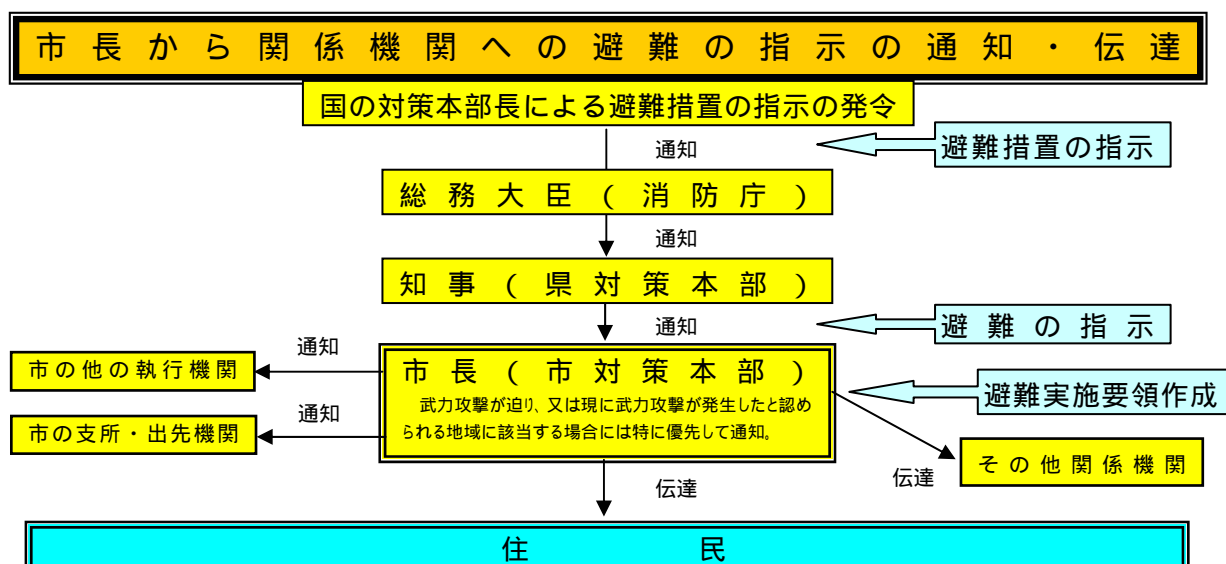 市長から関係機関への避難の指示の通知・伝達
国の対策本部長による避難措置の指示の発令
通知
避難措置の指示
総務大臣(消防庁)
通知
知事(県対策本部)
通知
避難の指示
通知
市の他の執行機関
市長(市対策本部)
武力攻撃が迫り、又は現に武力攻撃が発生したと認め
られる地域に該当する場合には特に優先して通知。
避難実施要領作成
通知
市の支所・出先機関
その他関係機関
伝達
伝達
住民